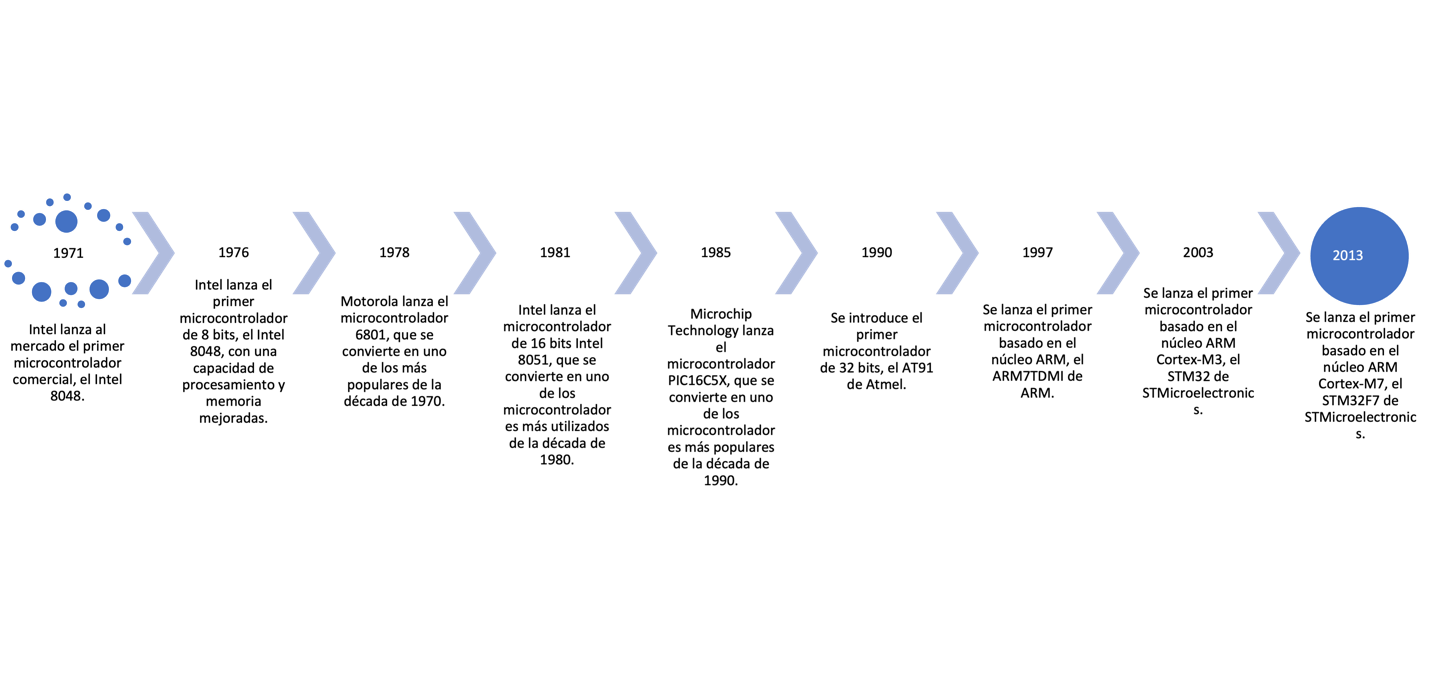 1971
Intel lanza al
mercado el primer
microcontrolador
comercial, el Intel
8048.
1976
Intel lanza el
primer
microcontrolador
de 8 bits, el Intel
8048, con una
capacidad de
procesamiento y
memoria
mejoradas.
1978
Motorola lanza el
microcontrolador
6801, que se
convierte en uno
de los más
populares de la
década de 1970.
1981
Intel lanza el
microcontrolador
de 16 bits Intel
8051, que se
convierte en uno
de los
microcontrolador
es más utilizados
de la década de
1980.
1985
Microchip
Technology lanza
el
microcontrolador
PIC16C5X, que se
convierte en uno
de los
microcontrolador
es más populares
de la década de
1990.
1990
Se introduce el
primer
microcontrolador
de 32 bits, el AT91
de Atmel.
1997
Se lanza el primer
microcontrolador
basado en el
núcleo ARM, el
ARM7TDMI de
ARM.
2003
Se lanza el primer
microcontrolador
basado en el
núcleo ARM
Cortex-M3, el
STM32 de
STMicroelectronic
s.
2013
Se lanza el primer
microcontrolador
basado en el
núcleo ARM
Cortex-M7, el
STM32F7 de
STMicroelectronic
s.